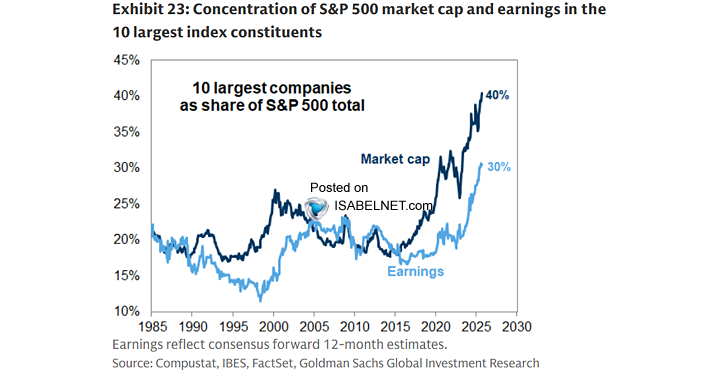 Exhibit 23: Concentration of S&P 500 market cap and earnings in the
10 largest index constituents
45%
40%
35%
30%
25%
20%
15%
10%
10 largest companies
as share of S&P 500 total
40%
Market cap
30%
Posted on
ISABELNET.com
Earnings
1985 1990 1995 2000 2005 2010 2015 2020 2025 2030
Earnings reflect consensus forward 12-month estimates.
Source: Compustat, IBES, FactSet, Goldman Sachs Global Investment Research